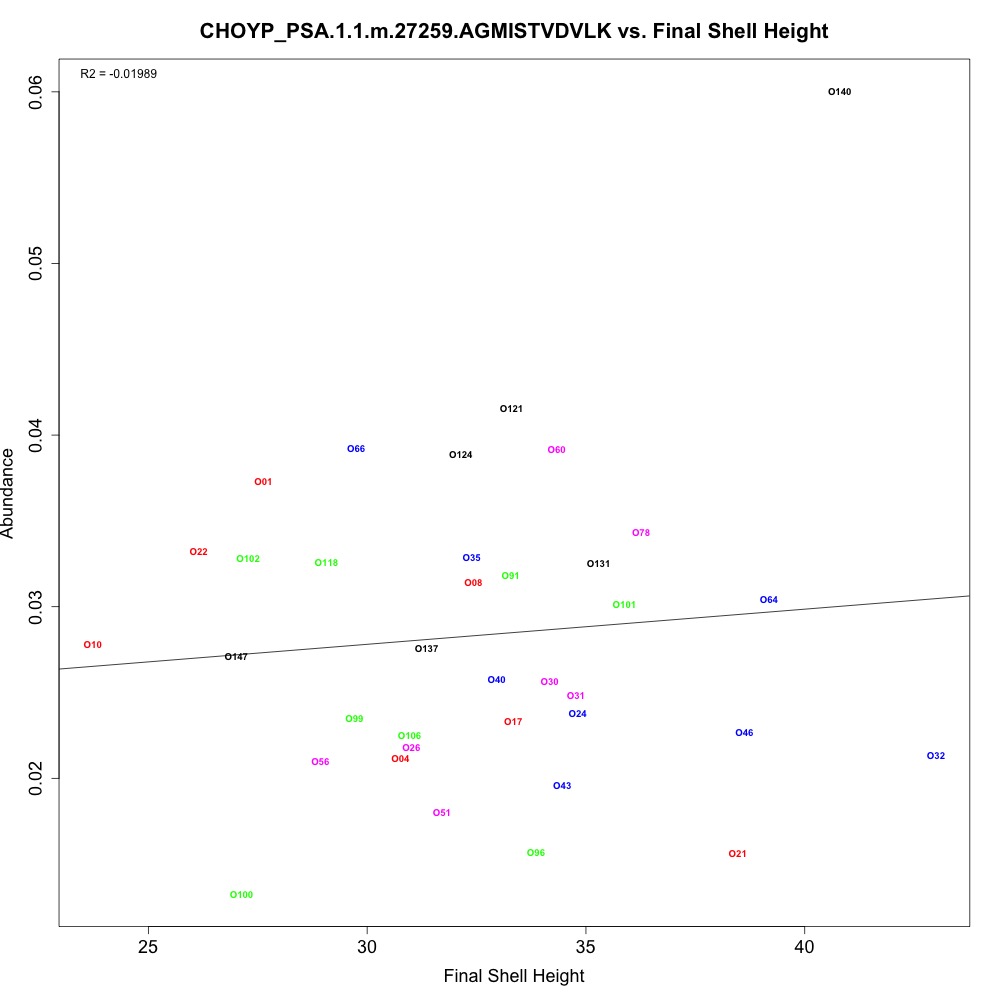 CHOYP_PSA.1.1.m.27259.AGMISTVDVLK vs. Final Shell Height
R2 = -0.01989
0.06
O140
0.05
O121
0.04
O66
O60
O124
Abundance
O01
O78
O22
O102
O118
O35
O131
O91
O08
O64
O101
0.03
O10
O137
O147
O40
O30
O31
O24
O99
O17
O46
O106
O26
O32
O04
O56
0.02
O43
O51
O96
O21
O100
25
30
35
40
Final Shell Height